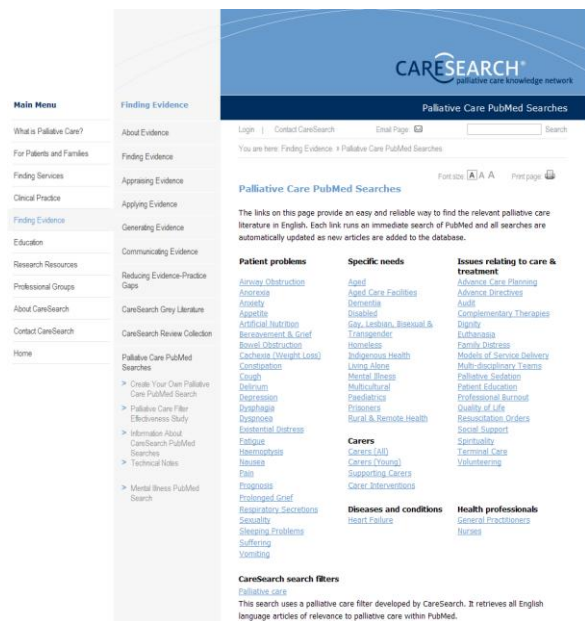 CARESEARCH®
palliative care knowledge network
Palliative Care PubMed Searches
Main Menu
What is Palliative Care?
For Patients and Families
Finding Services
Clinical Practice
Finding Evidence
Education
Research Resources
Professional Groups
About CareSearch
Contact CareSearch
Home
Finding Evidence
About Evidence
Finding Evidence
Appraising Evidence
Applying Evidence
Generating Evidence
Communicating Evidence
Reducing Evidence-Practice
Gaps
CareSearch Grey Literature
CareSearch Review Collection
Palliative Care PubMed
Searches
> Create Your Own Palliative
Care PubMed Search
> Palliative Care Filter
Effectiveness Study
> Information About
CareSearch PubMed
Searches
> Technical Notes
> Mental Illness PubMed
Search
Login | Contact CareSearch Email Page Search
You are here: Finding Evidence > Palliative Care PubMed Searches
Font size: A A A Print page:
Palliative Care PubMed Searches
The links on this page provide an easy and reliable way to find the relevant palliative care
literature in English. Each link runs an immediate search of PubMed and all searches are
automatically updated as new articles are added to the database.
Patient problems
Airway Obstruction
Anorexia
Anxiety
Appetite
Artificial Nutrition
Bereavement & Grief
Bowel Obstruction
Cachexia (Weight Loss)
Constipation
Cough
Delirium
Depression
Dysphagia
Dyspnoea
Existential Distress
Fatigue
Haemoptysis
Nausea
Pain
Prognosis
Prolonged Grief
Respiratory Secretions
Sexuality
Sleeping Problems
Suffering
Vomiting
Specific needs
Aged
Aged Care Facilities
Dementia
Disabled
Gay, Lesbian, Bisexual &
Transgender
Homeless
Indigenous Health
Living Alone
Mental Illness
Multicultural
Paediatrics
Prisoners
Rural & Remote Health
Carers
Carers (All)
Carers (Young)
Supporting Carers
Carer Interventions
Diseases and conditions
Heart Failure
Issues relating to care &
treatment
Advance Care Planning
Advance Directives
Audit
Complementary Therapies
Dignity
Euthanasia
Family Distress
Models of Service Delivery
Multi-disciplinary Teams
Palliative Sedation
Patient Education
Professional Burnout
Quality of Life
Resuscitation Orders
Social Support
Spirituality
Terminal Care
Volunteering
Health professionals
General Practitioners
Nurses
CareSearch search filters
Palliative care
This search uses a palliative care filter developed by CareSearch. It retrieves all English
language articles of relevance to palliative care within PubMed.